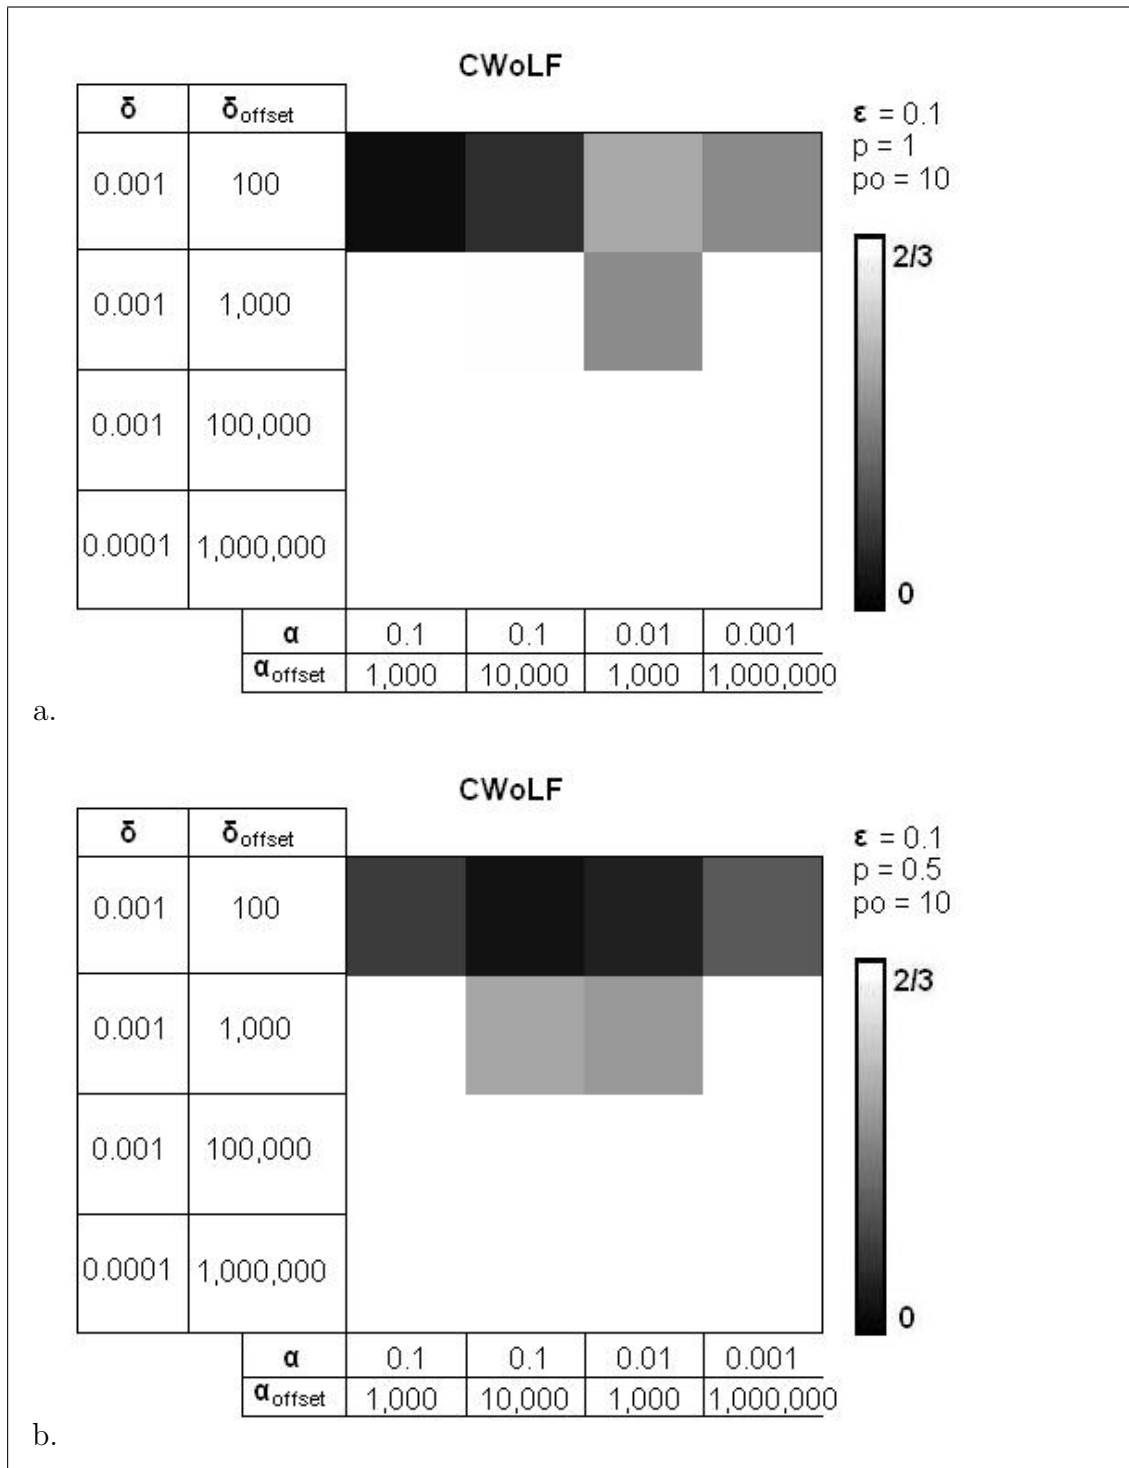 CWoLF
δ δoffset
ε = 0.1
p = 1
po = 10
0.001 100
2/3
0.001 1,000
0.001 100,000
0.0001 1,000,000
0
α 0.1 0.1 0.01 0.001
αoffset 1,000 10,000 1,000 1,000,000
a.
CWoLF
δ δoffset
ε = 0.1
p = 0.5
po = 10
0.001 100
2/3
0.001 1,000
0.001 100,000
0.0001 1,000,000
0
α 0.1 0.1 0.01 0.001
αoffset 1,000 10,000 1,000 1,000,000
b.